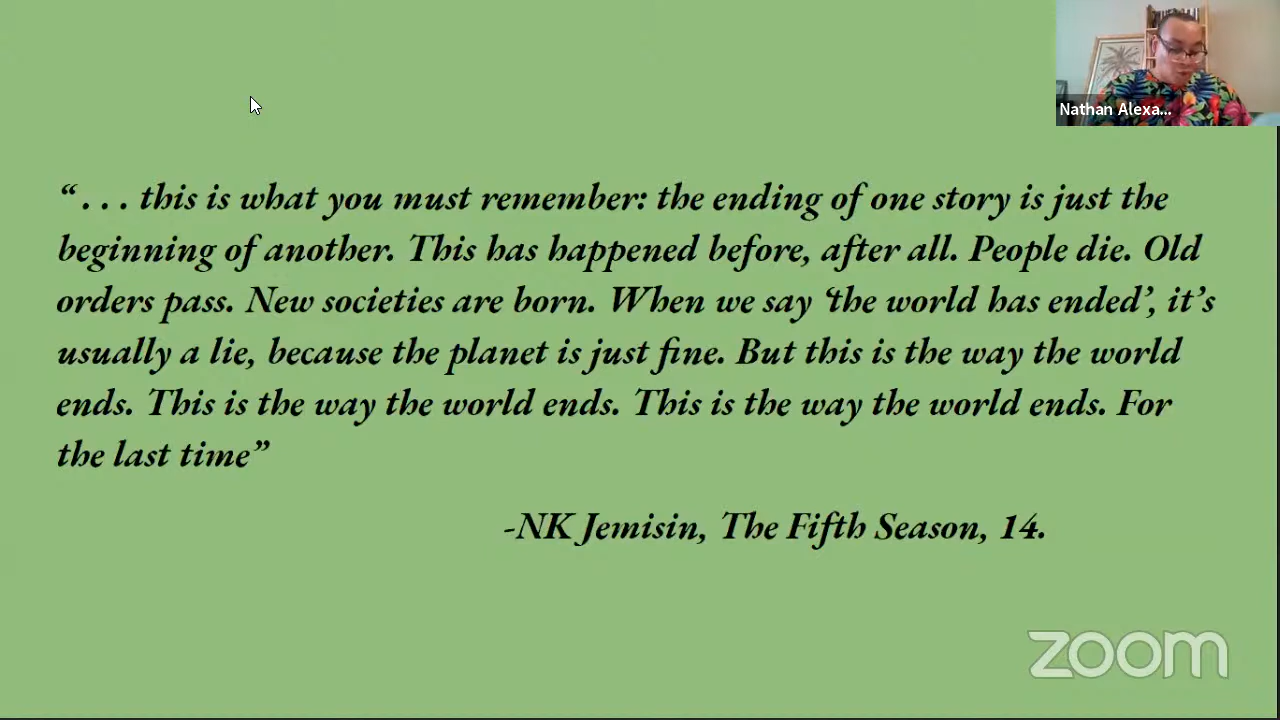 Nathan Alexa...
“ . . . this is what you must remember: the ending of one story is just the
beginning of another. This has happened before, after all. People die. Old
orders pass. New societies are born. When we say ‘the world has ended’, it’s
usually a lie, because the planet is just fine. But this is the way the world
ends. This is the way the world ends. This is the way the world ends. For
the last time”
-NK Jemisin, The Fifth Season, 14.
zoom